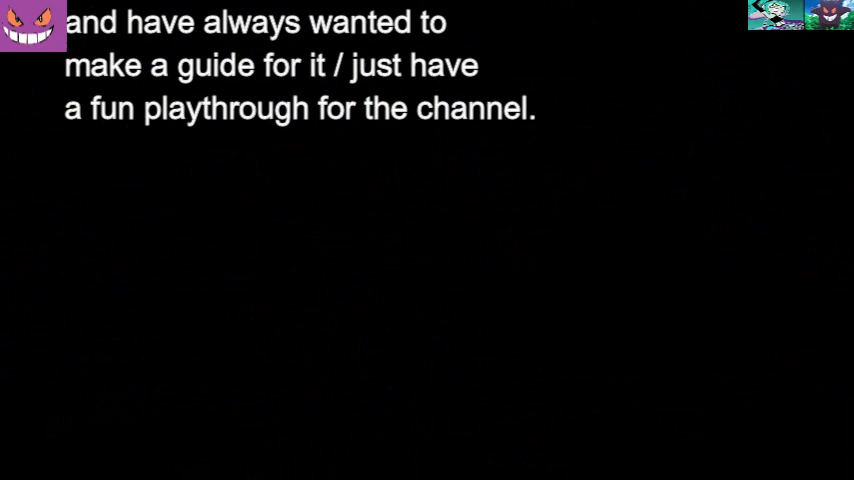 and have always wanted to
make a guide for it / just have
a fun playthrough for the channel.